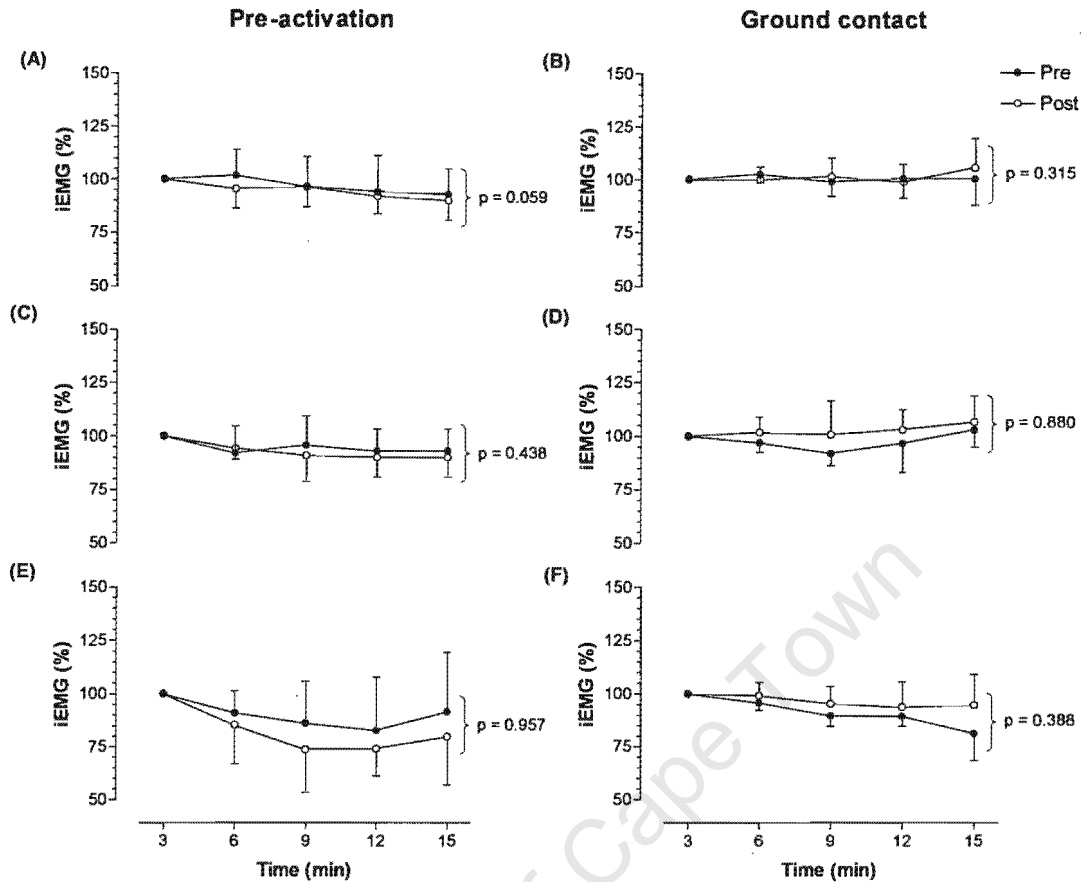 Pre-activation
Ground contact
(A)
150
125
100
75
50
iEMG (%)
p = 0.059
(B)
150
125
100
75
50
iEMG (%)
Pre
Post
p = 0.315
(C)
150
125
100
75
50
iEMG (%)
p = 0.438
(D)
150
125
100
75
50
iEMG (%)
p = 0.880
(E)
150
125
100
75
50
iEMG (%)
p = 0.957
3 6 9 12 15
Time (min)
(F)
150
125
100
75
50
iEMG (%)
p = 0.388
3 6 9 12 15
Time (min)
Cape Town